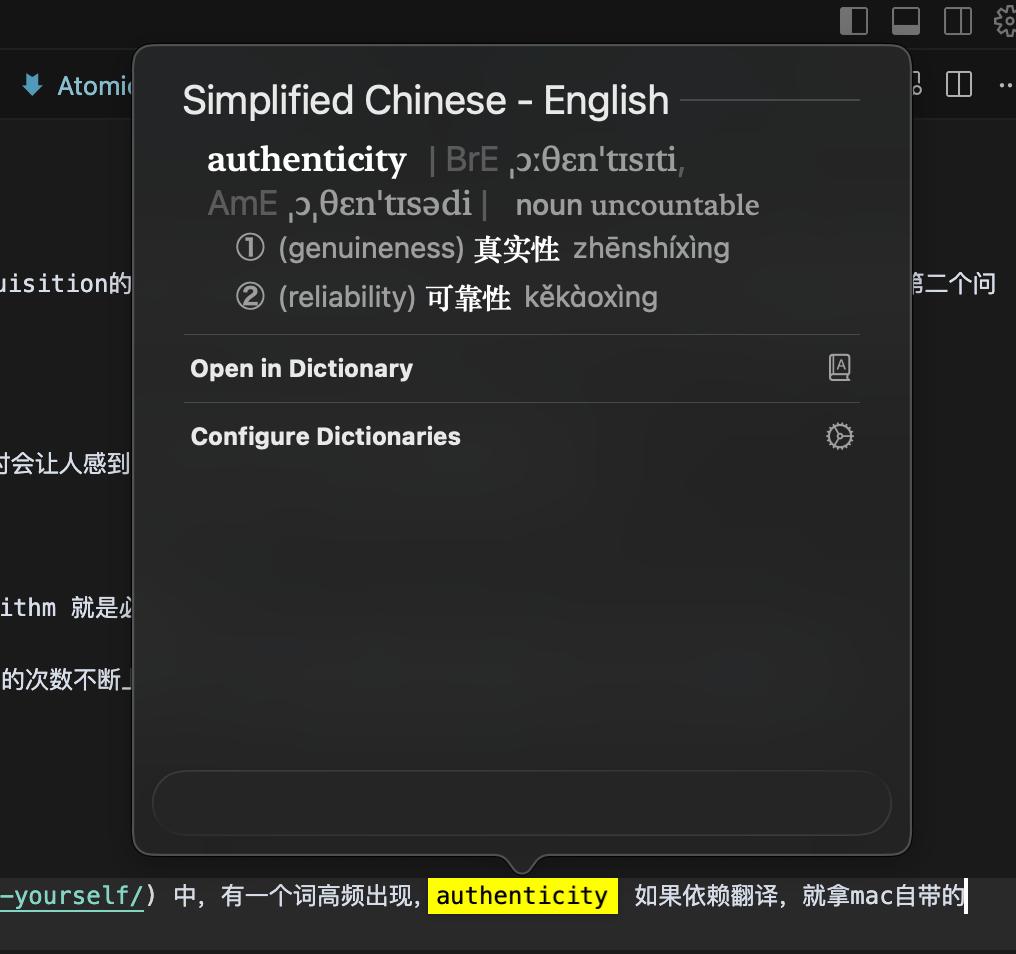 Atomic
Simplified Chinese - English
authenticity | BrE ˌɔːθɛnˈtɪsɪti,
AmE ˌɔˌθɛnˈtɪsədi | noun uncountable
① (genuineness) 真实性 zhēnshíxìng
uisition的
第二个问
② (reliability) 可靠性 kěkàoxìng
Open in Dictionary
Configure Dictionaries
时会让人感到
ithm 就是必
的次数不断上
-yourself/) 中，有一个词高频出现，authenticity 如果依赖翻译，就拿mac自带的